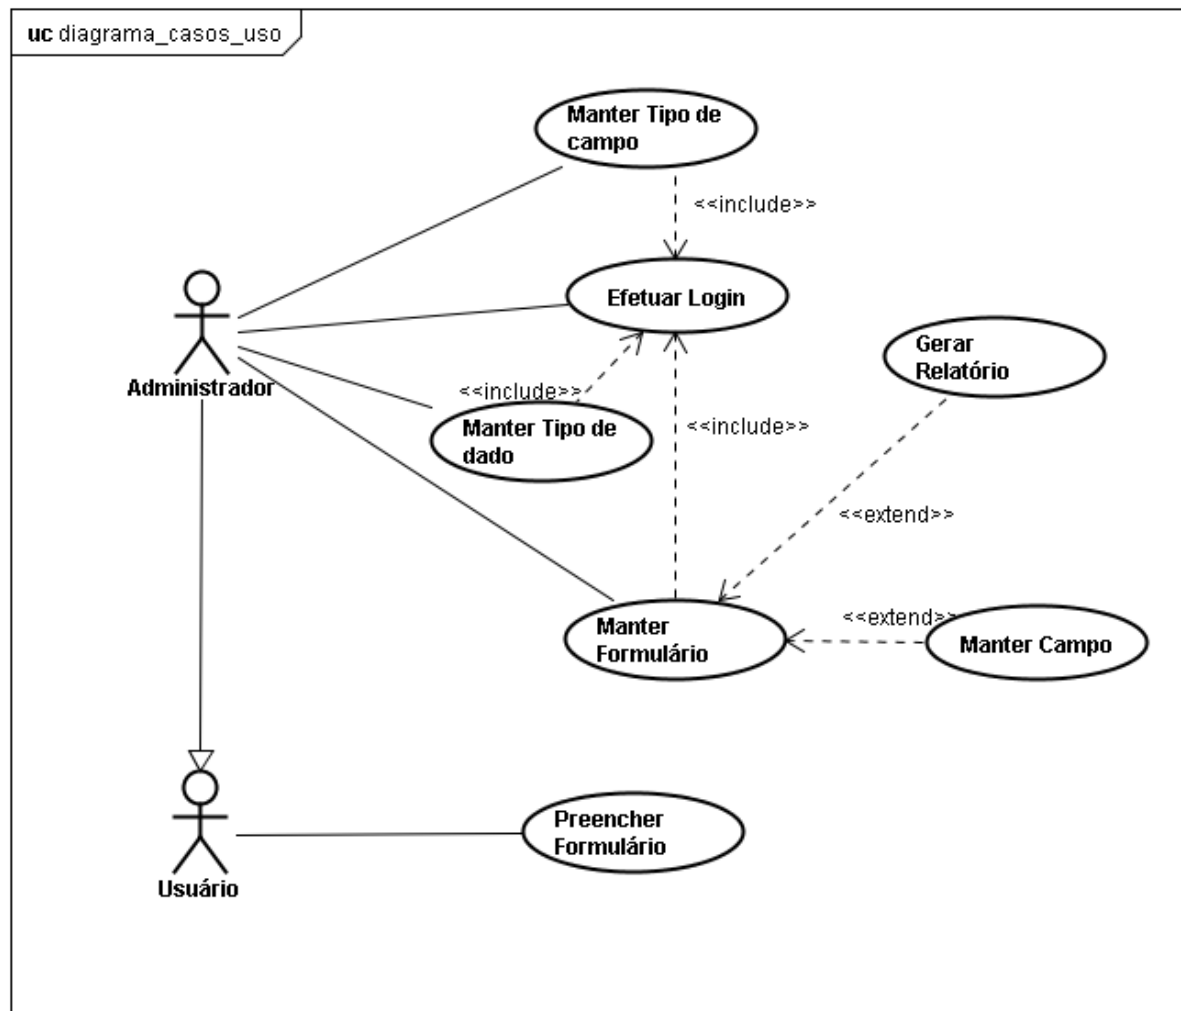 uc diagrama_casos_uso
Manter Tipo de
campo
<<include>>
Efetuar Login
Gerar
Relatório
Administrador
<<include>>
Manter Tipo de
dado
<<include>>
<<extend>>
<<extend>>
Manter
Formulário
Manter Campo
Preencher
Formulário
Usuário